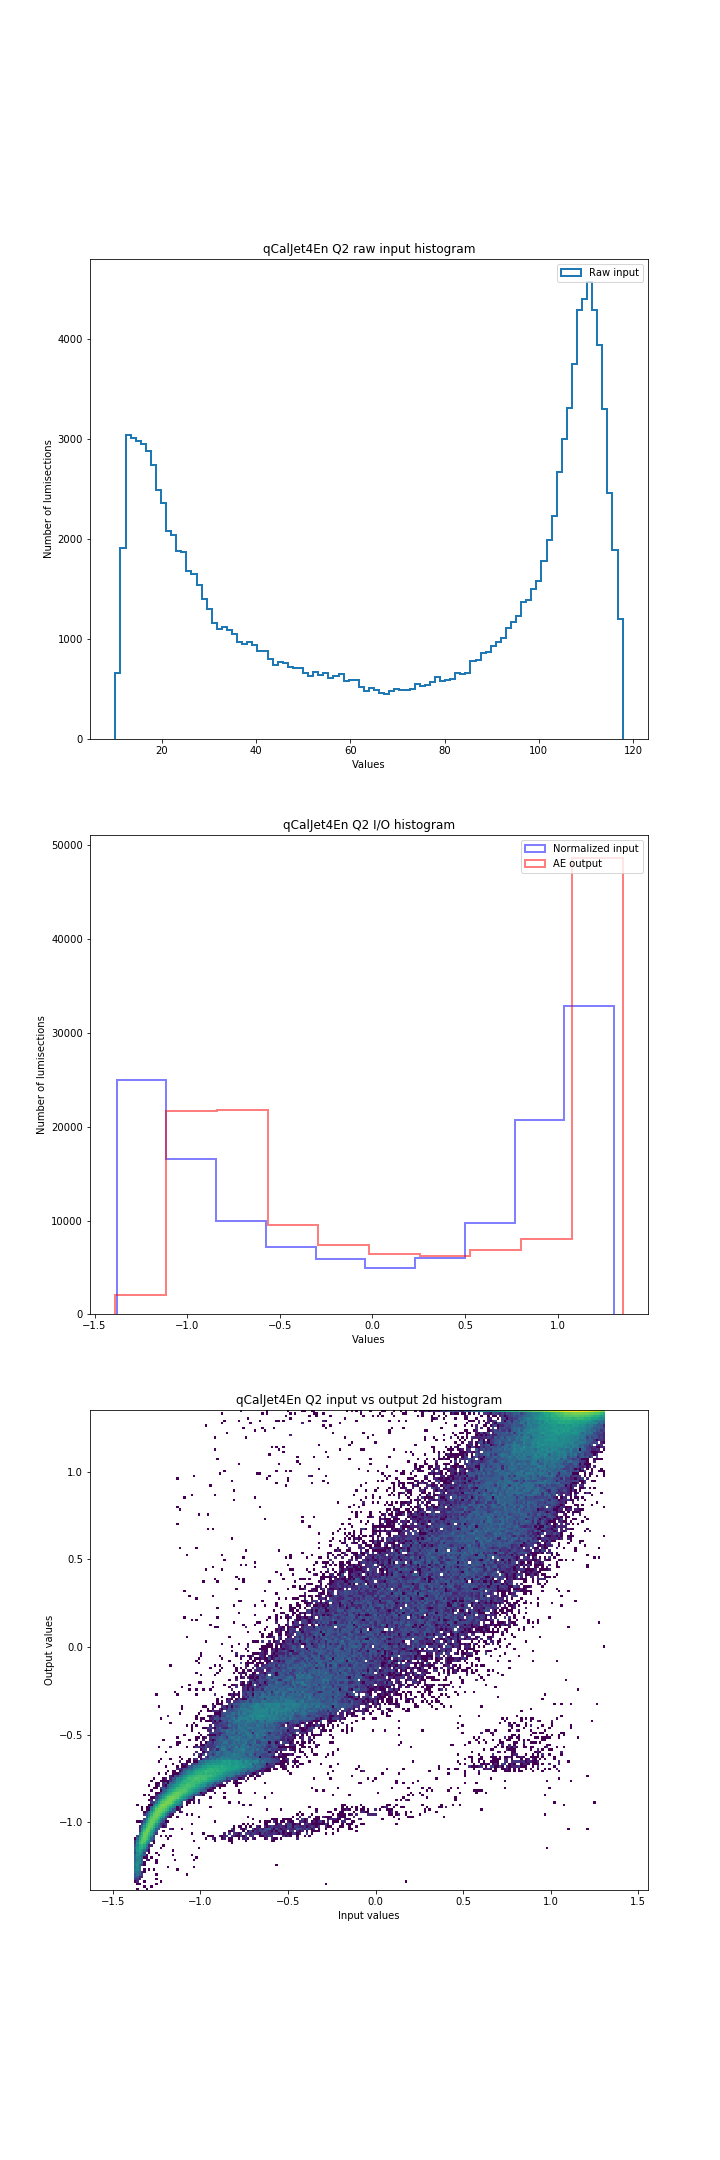 qCalJet4En Q2 raw input histogram
Raw input
4000
3000
2000
1000
0
Number of lumisections
20 40 60 80 100 120
Values
qCalJet4En Q2 I/O histogram
Normalized input
AE output
50000
40000
30000
20000
10000
0
Number of lumisections
−1.5 −1.0 −0.5 0.0 0.5 1.0
Values
qCalJet4En Q2 input vs output 2d histogram
1.0
0.5
0.0
−0.5
−1.0
Output values
−1.5 −1.0 −0.5 0.0 0.5 1.0 1.5
Input values